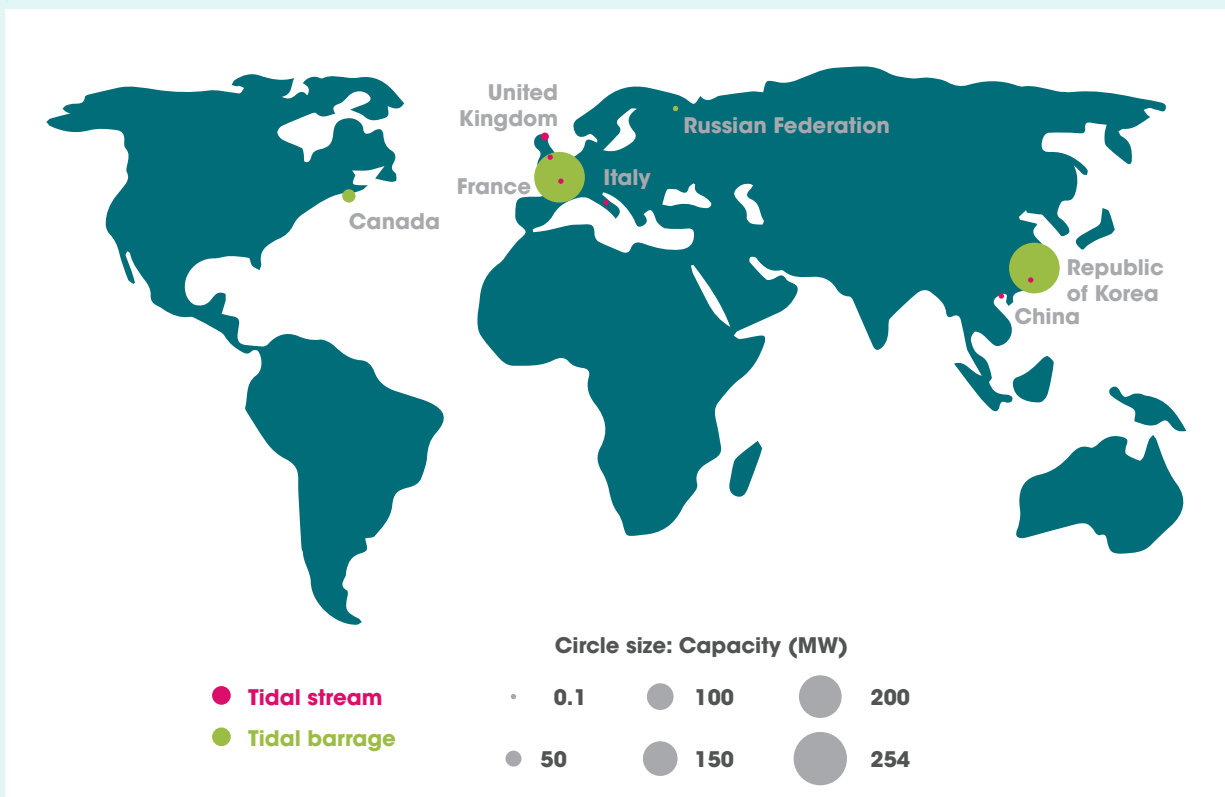 United
Kingdom
Russian Federation
France
Italy
Canada
Republic
of Korea
China
Circle size: Capacity (MW)
Tidal stream
Tidal barrage
0.1
100
200
50
150
254